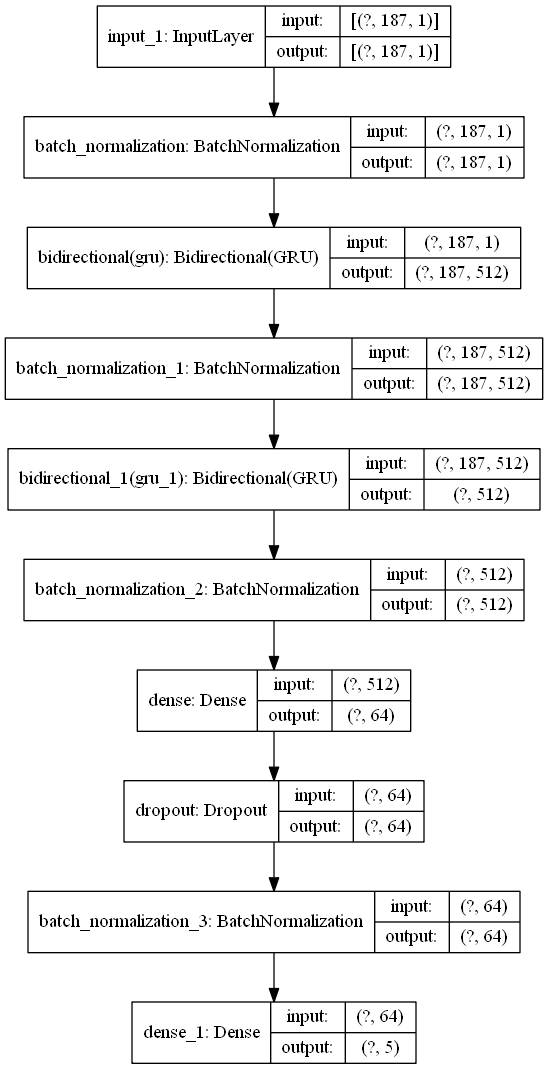 input_1: InputLayer input: [(?, 187, 1)]
output: [(?, 187, 1)]
batch_normalization: BatchNormalization input: (?, 187, 1)
output: (?, 187, 1)
bidirectional(gru): Bidirectional(GRU) input: (?, 187, 1)
output: (?, 187, 512)
batch_normalization_1: BatchNormalization input: (?, 187, 512)
output: (?, 187, 512)
bidirectional_1(gru_1): Bidirectional(GRU) input: (?, 187, 512)
output: (?, 512)
batch_normalization_2: BatchNormalization input: (?, 512)
output: (?, 512)
dense: Dense input: (?, 512)
output: (?, 64)
dropout: Dropout input: (?, 64)
output: (?, 64)
batch_normalization_3: BatchNormalization input: (?, 64)
output: (?, 64)
dense_1: Dense input: (?, 64)
output: (?, 5)